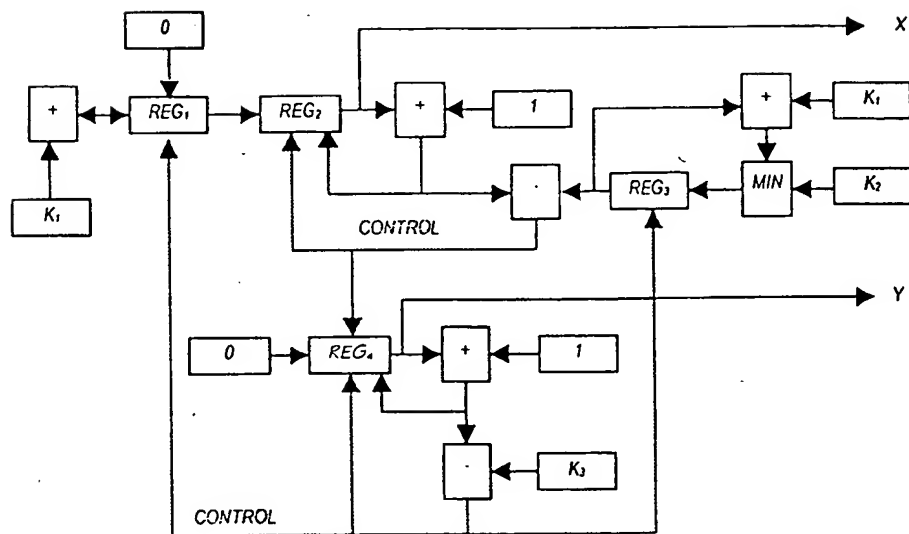 0
X
+
REG₁
REG₂
+
1
+
K₁
K₁
-
REG₃
MIN
K₂
CONTROL
Y
0
REG₄
+
1
-
K₃
CONTROL